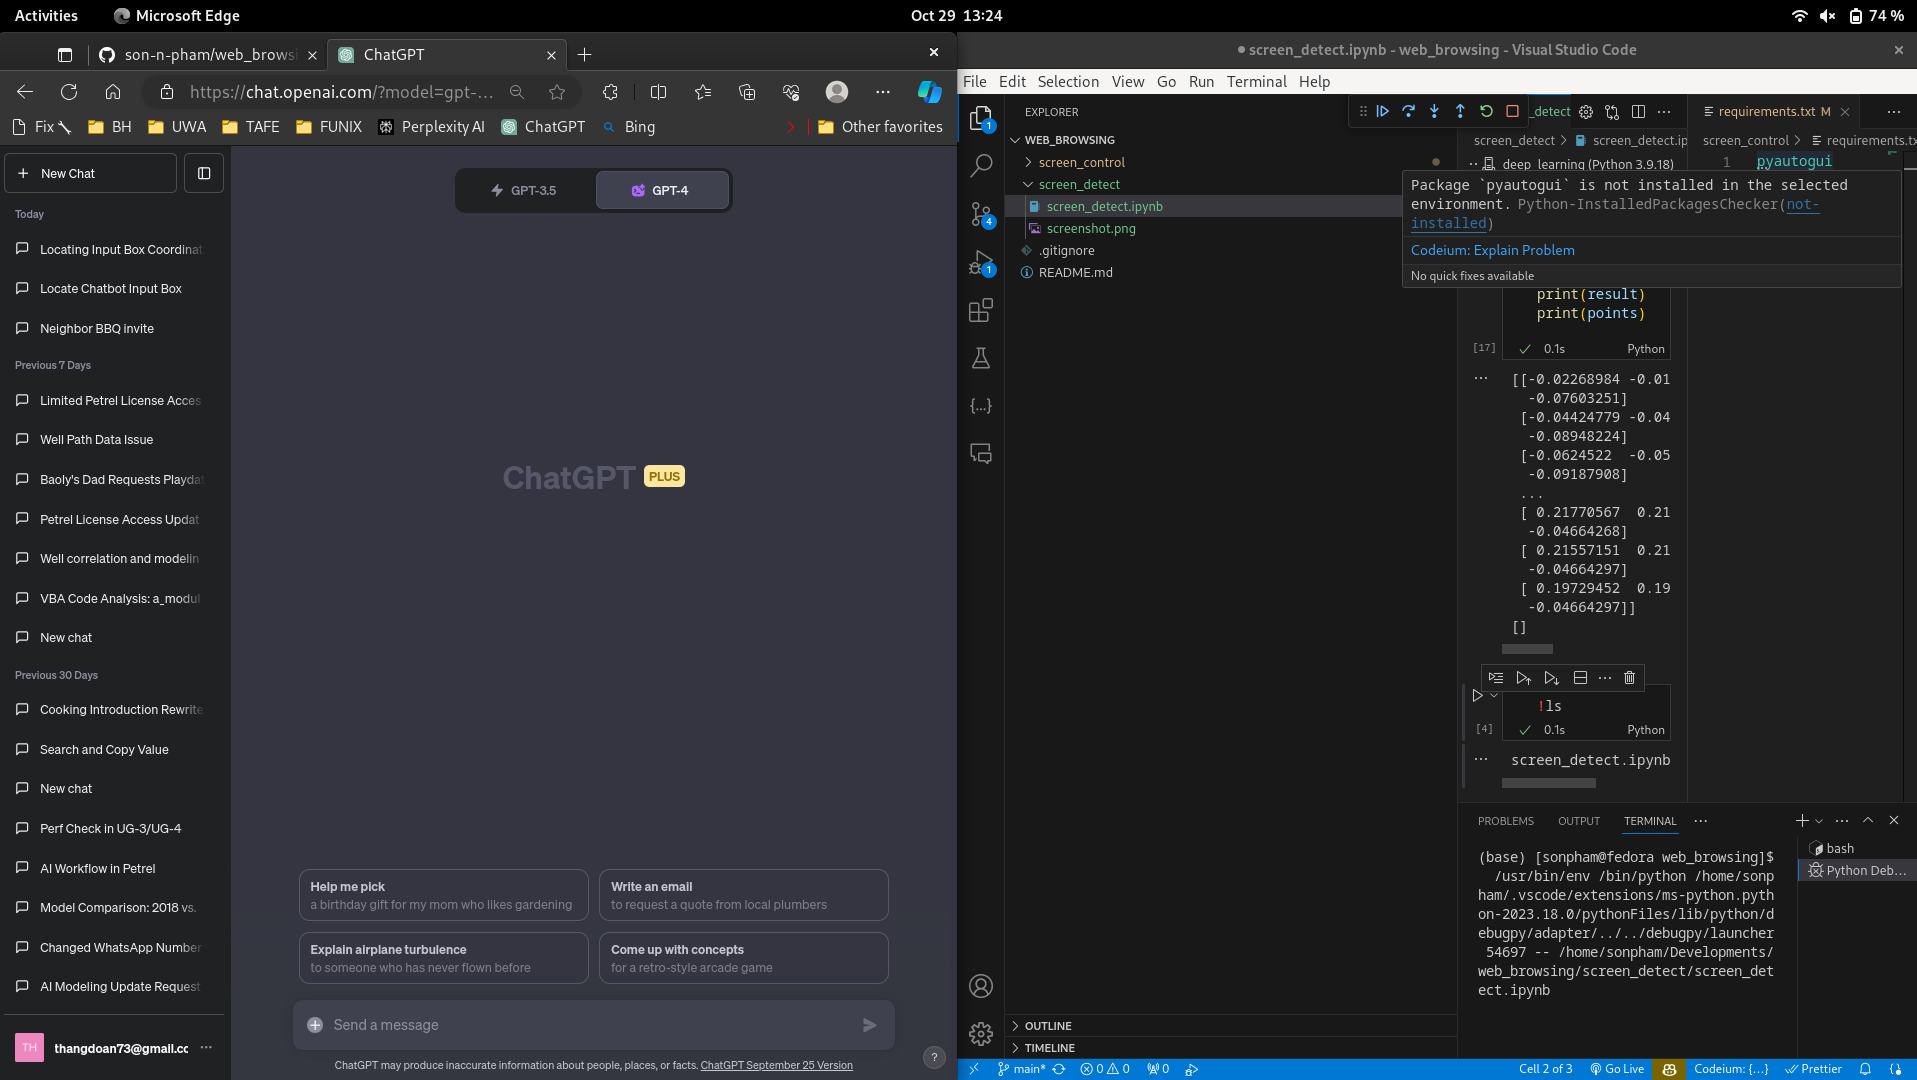 Activities
Microsoft Edge
Oct 29 13:24
74 %
son-n-pham/web_brows
ChatGPT
https://chat.openai.com/?model=gpt-...
Fix
BH
UWA
TAFE
FUNIX
Perplexity AI
ChatGPT
Bing
Other favorites
New Chat
Today
Locating Input Box Coordinat
Locate Chatbot Input Box
Neighbor BBQ invite
Previous 7 Days
Limited Petrel License Acces
Well Path Data Issue
Baoly's Dad Requests Playdat
Petrel License Access Updat
Well correlation and modelin
VBA Code Analysis: a_modul
New chat
Previous 30 Days
Cooking Introduction Rewrite
Search and Copy Value
New chat
Perf Check in UG-3/UG-4
AI Workflow in Petrel
Model Comparison: 2018 vs.
Changed WhatsApp Number
AI Modeling Update Request
TH
thangdoan73@gmail.cc
GPT-3.5
GPT-4
ChatGPT PLUS
Help me pick
a birthday gift for my mom who likes gardening
Write an email
to request a quote from local plumbers
Explain airplane turbulence
to someone who has never flown before
Come up with concepts
for a retro-style arcade game
Send a message
ChatGPT may produce inaccurate information about people, places, or facts. ChatGPT September 25 Version
?
screen_detect.ipynb - web_browsing - Visual Studio Code
File Edit Selection View Go Run Terminal Help
EXPLORER
WEB_BROWSING
screen_control
screen_detect
screen_detect.ipynb
screenshot.png
.gitignore
README.md
OUTLINE
TIMELINE
1
4
1
_detect
requirements.txt M
screen_detect > screen_detect.ip
screen_control > requirements.tx
deep_learning (Python 3.9.18)
1 pyautogui
Package `pyautogui` is not installed in the selected
environment. Python-InstalledPackagesChecker(not-
installed)
Codeium: Explain Problem
No quick fixes available
print(result)
print(points)
[17]
0.1s
Python
[[-0.02268984 -0.01
-0.07603251]
[-0.04424779 -0.04
-0.08948224]
[-0.0624522 -0.05
-0.09187908]
...
[ 0.21770567 0.21
-0.04664268]
[ 0.21557151 0.21
-0.04664297]
[ 0.19729452 0.19
-0.04664297]]
[]
!ls
[4]
0.1s
Python
screen_detect.ipynb
PROBLEMS
OUTPUT
TERMINAL
(base) [sonpham@fedora web_browsing]$
/usr/bin/env /bin/python /home/sonp
ham/.vscode/extensions/ms-python.pyth
on-2023.18.0/pythonFiles/lib/python/d
ebugpy/adapter/../../debugpy/launcher
54697 -- /home/sonpham/Developments/
web_browsing/screen_detect/screen_det
ect.ipynb
bash
Python Deb...
main*
0
0
0
Cell 2 of 3
Go Live
Codeium: {...}
Prettier